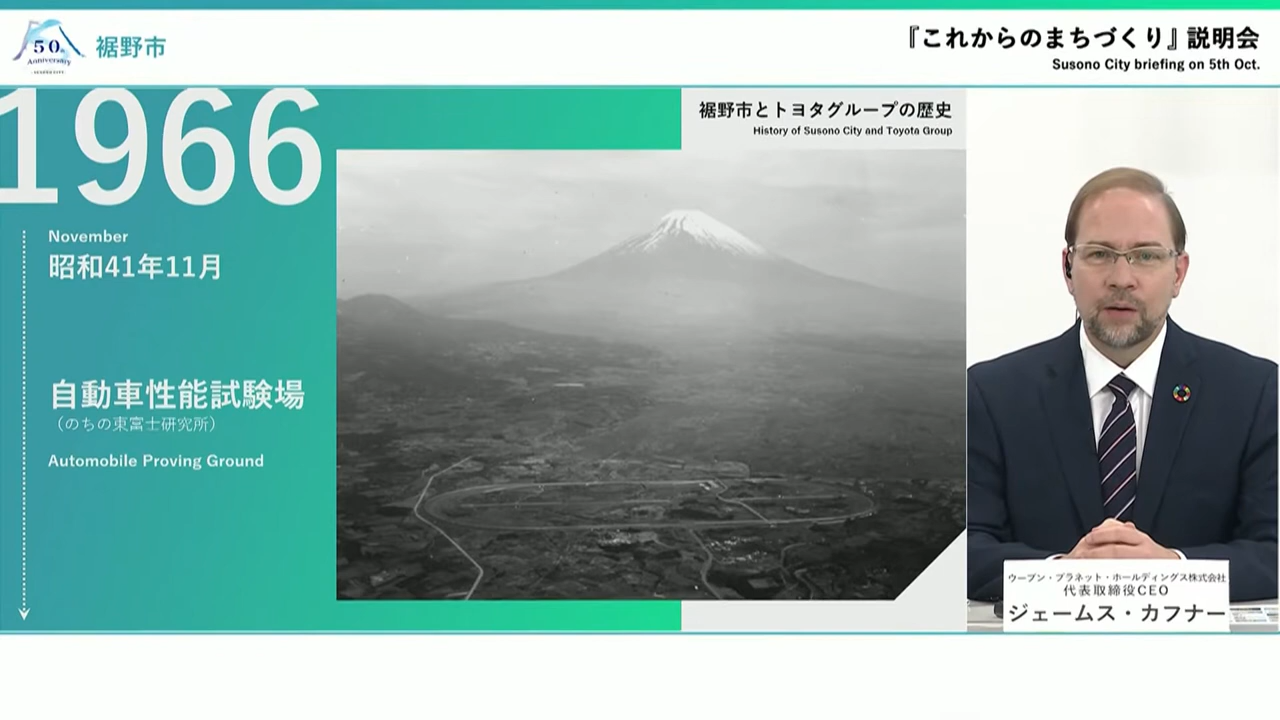 50th
Anniversary
裾野市
『これからのまちづくり』説明会
Susono City briefing on 5th Oct.
1966
November
昭和41年11月
自動車性能試験場
（のちの東富士研究所）
Automobile Proving Ground
裾野市とトヨタグループの歴史
History of Susono City and Toyota Group
ウーブン・プラネット・ホールディングス株式会社
代表取締役CEO
ジェームス・カフナー